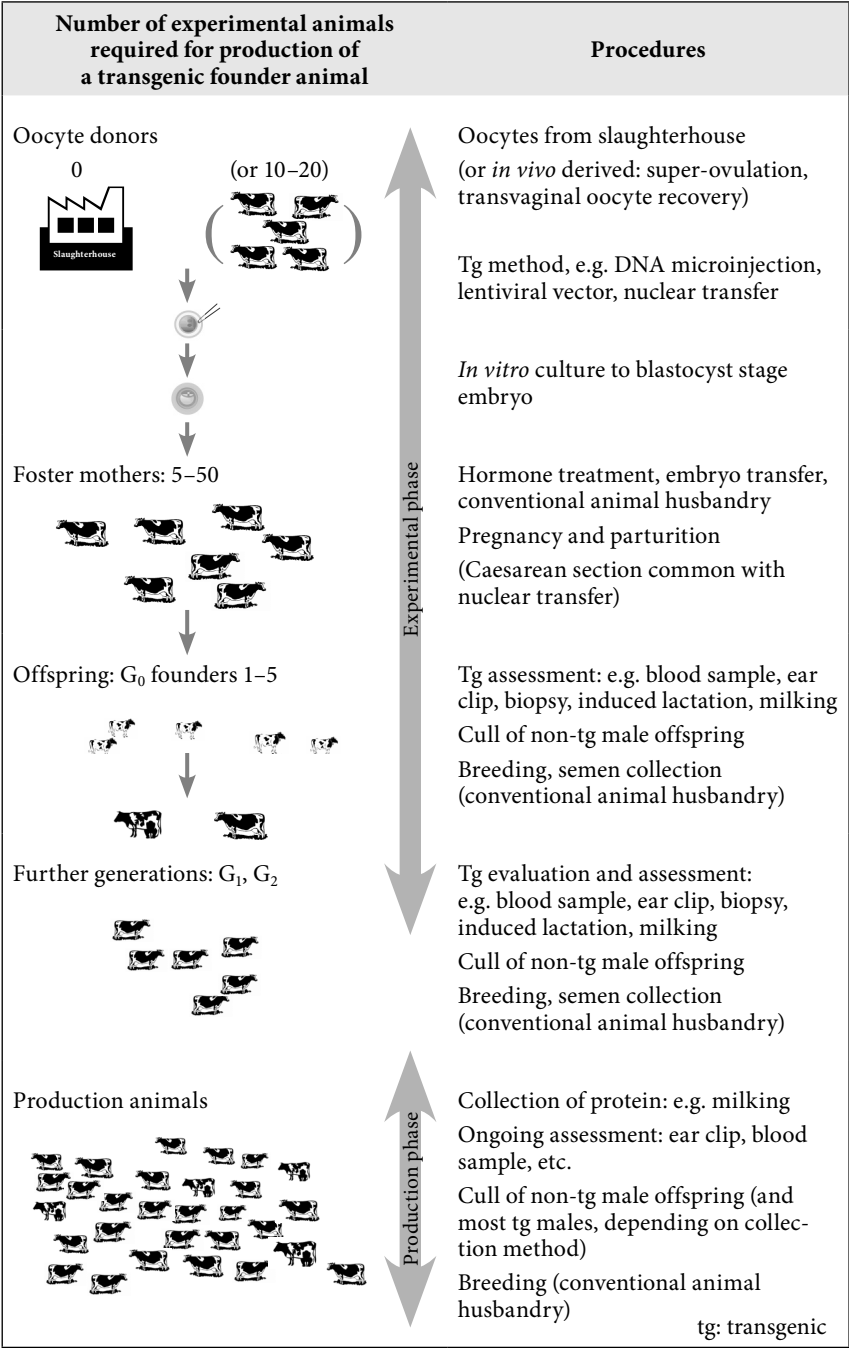 Number of experimental animals
required for production of
a transgenic founder animal
Procedures
Oocyte donors
0
(or 10–20)
Slaughterhouse
Oocytes from slaughterhouse
(or in vivo derived: super-ovulation,
transvaginal oocyte recovery)
Tg method, e.g. DNA microinjection,
lentiviral vector, nuclear transfer
In vitro culture to blastocyst stage
embryo
Experimental phase
Foster mothers: 5–50
Hormone treatment, embryo transfer,
conventional animal husbandry
Pregnancy and parturition
(Caesarean section common with
nuclear transfer)
Offspring: G₀ founders 1–5
Tg assessment: e.g. blood sample, ear
clip, biopsy, induced lactation, milking
Cull of non-tg male offspring
Breeding, semen collection
(conventional animal husbandry)
Further generations: G₁, G₂
Tg evaluation and assessment:
e.g. blood sample, ear clip, biopsy,
induced lactation, milking
Cull of non-tg male offspring
Breeding, semen collection
(conventional animal husbandry)
Production animals
Production phase
Collection of protein: e.g. milking
Ongoing assessment: ear clip, blood
sample, etc.
Cull of non-tg male offspring (and
most tg males, depending on collec-
tion method)
Breeding (conventional animal
husbandry)
tg: transgenic